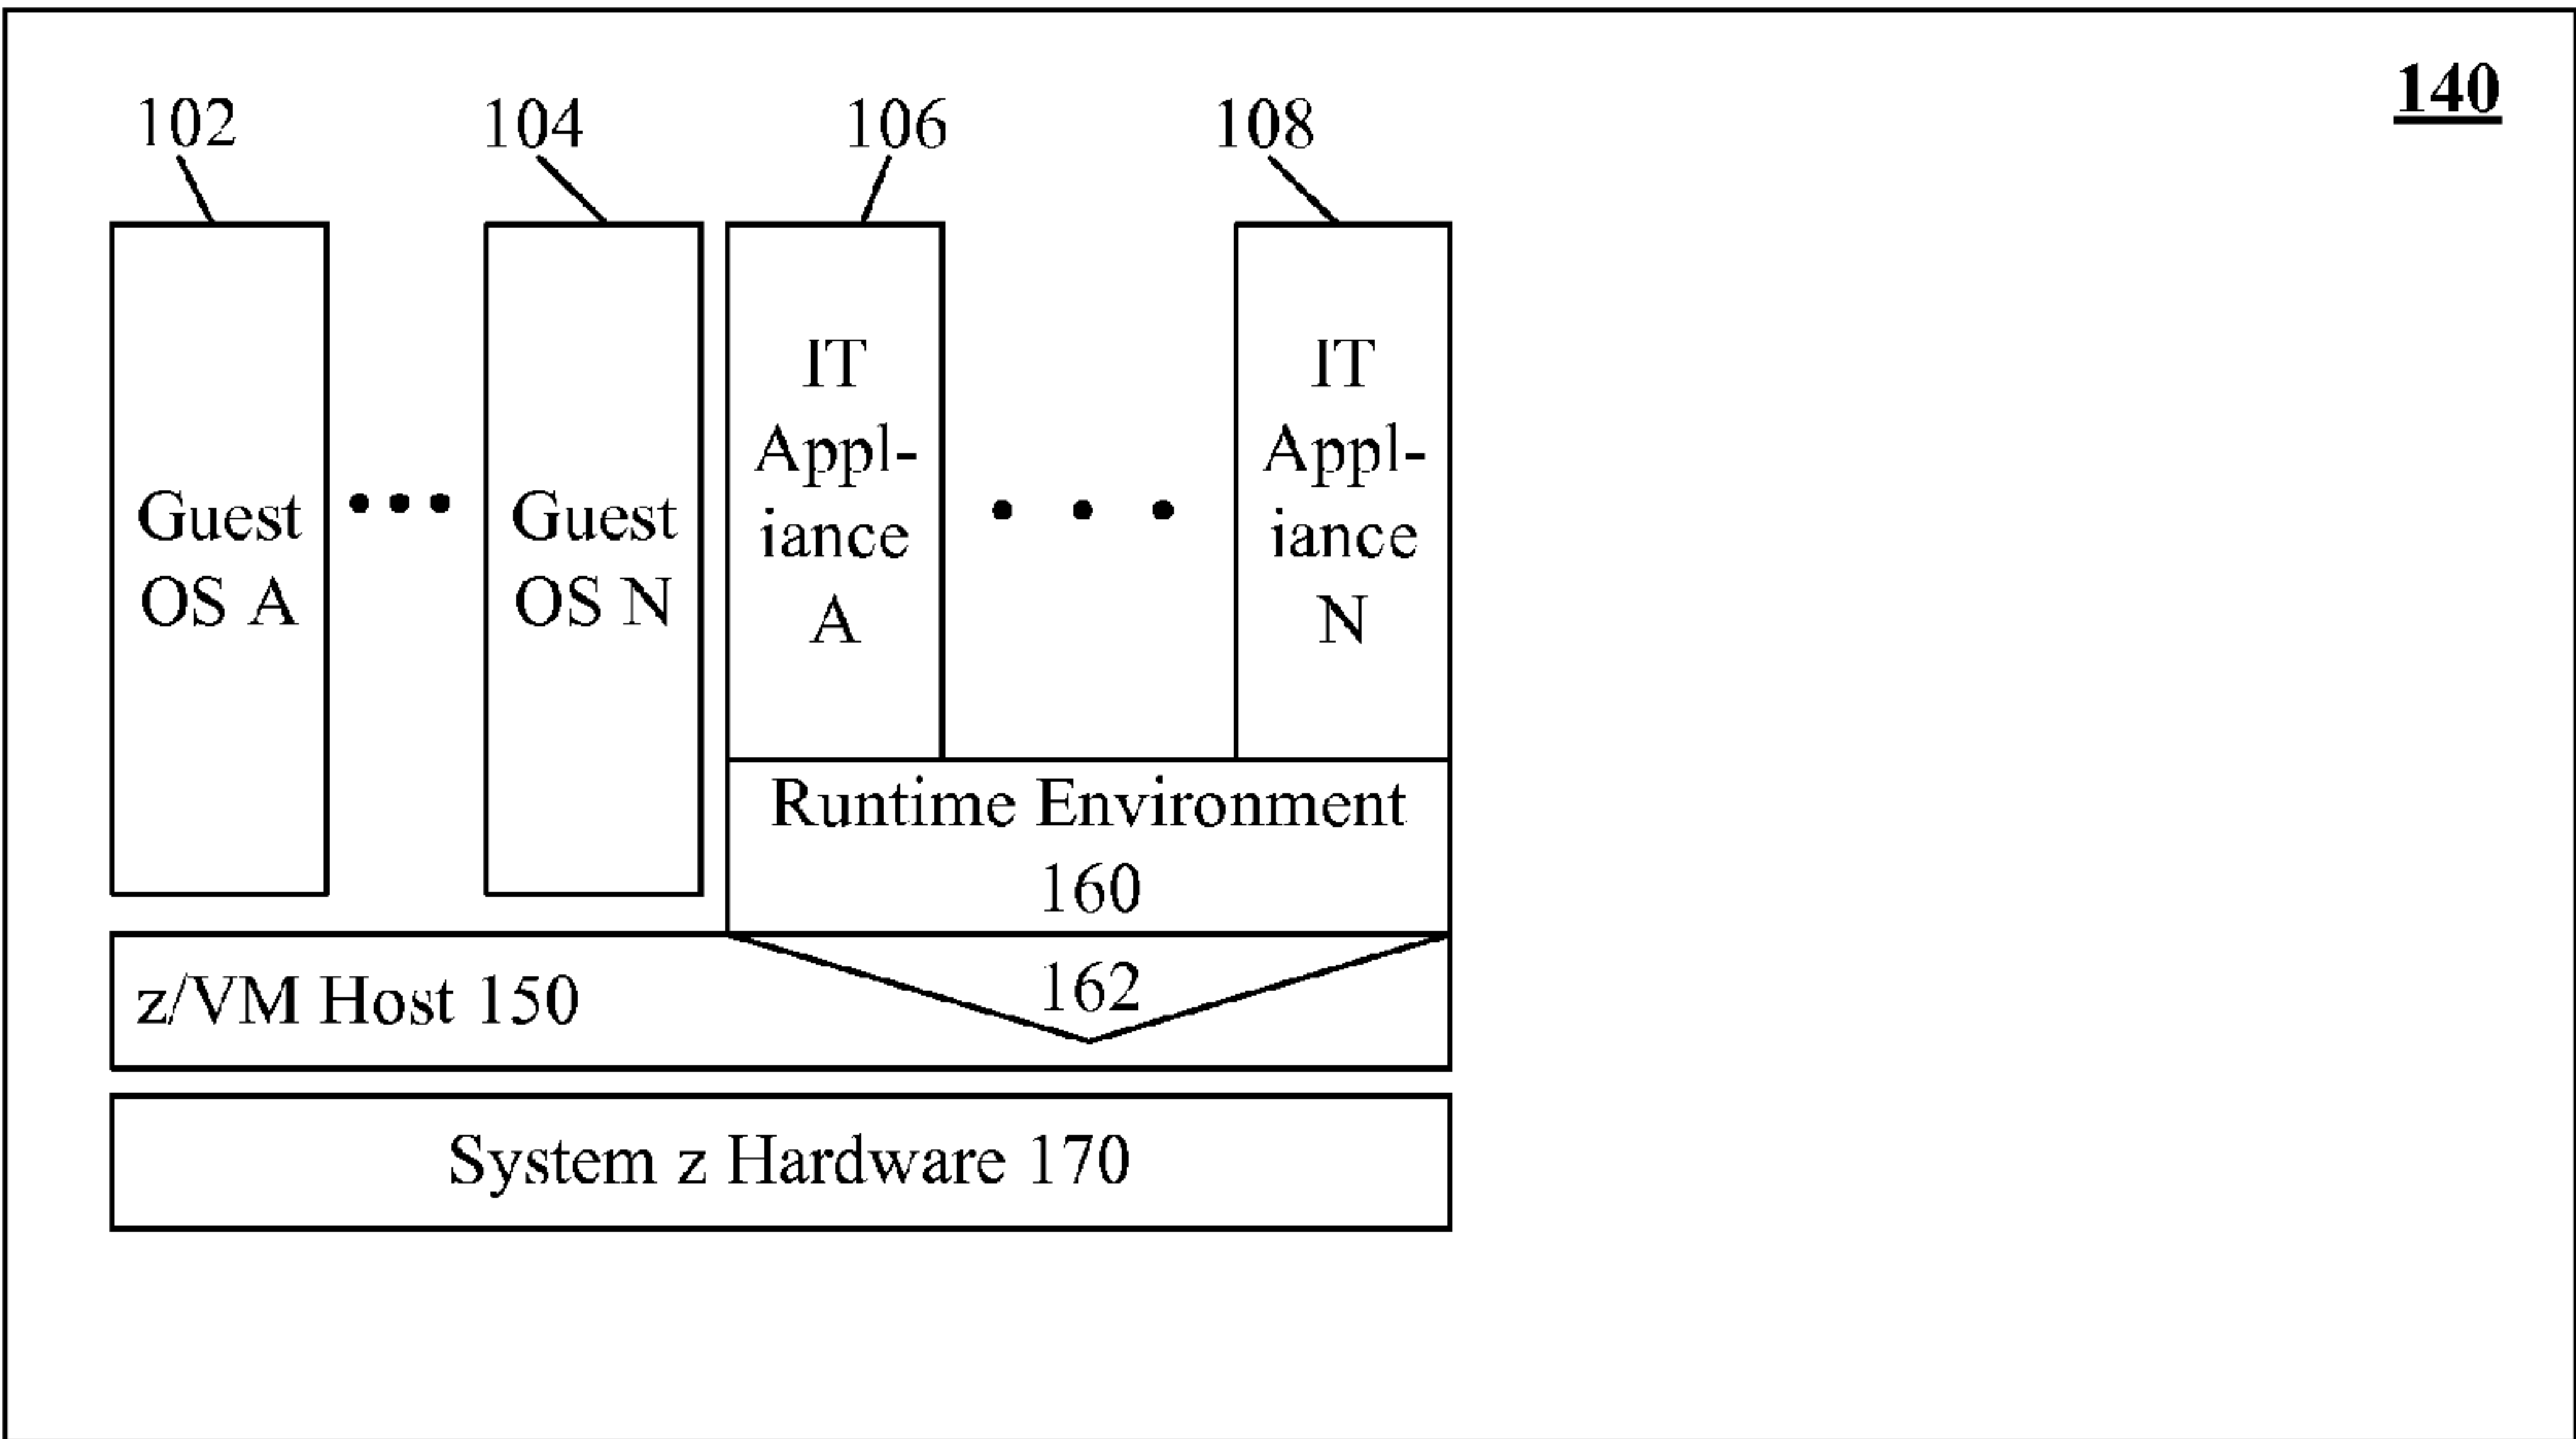 140
102
104
106
108
Guest
OS A
Guest
OS N
IT
Appl-
iance
A
IT
Appl-
iance
N
Runtime Environment
160
162
z/VM Host 150
System z Hardware 170